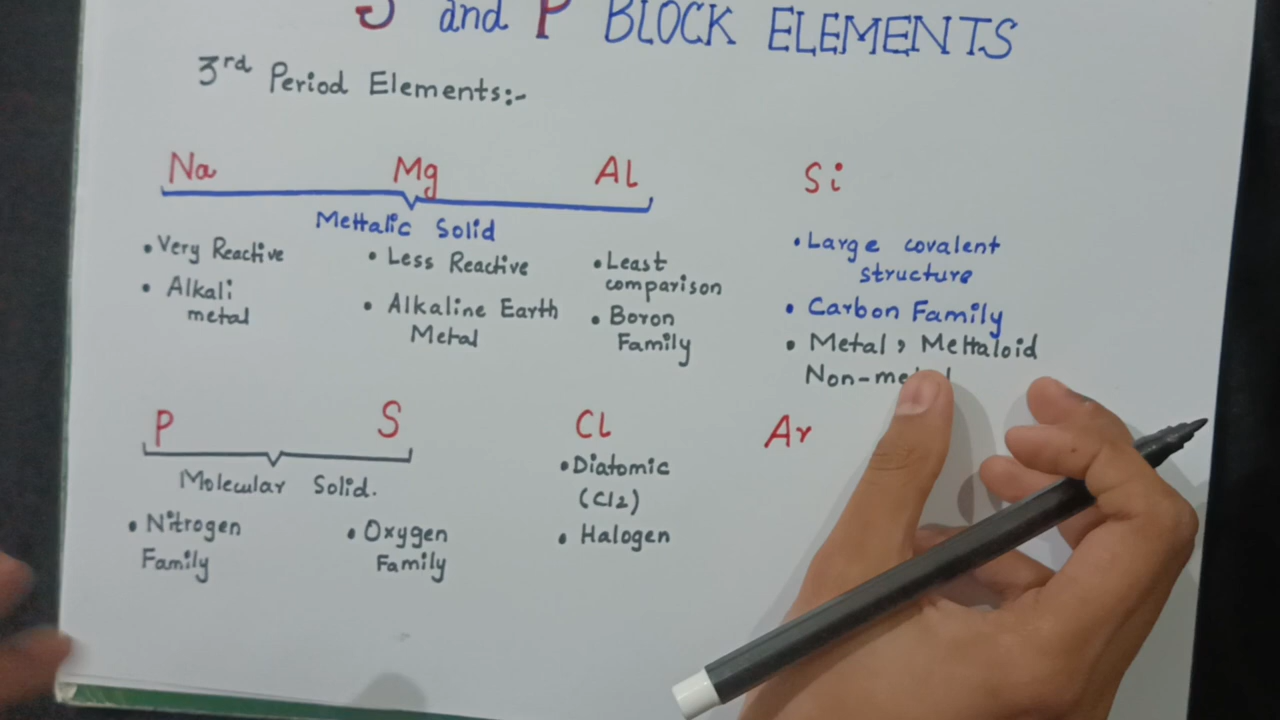 S and P BLOCK ELEMENTS
3rd Period Elements:-
Na Mg Al Si
Mettalic Solid
• Very Reactive
• Alkali
metal
• Less Reactive
• Alkaline Earth
Metal
• Least
comparison
• Boron
Family
• Large covalent
structure
• Carbon Family
• Metal, Mettaloid
Non-metal
P S Cl Ar
Molecular Solid.
• Nitrogen
Family
• Oxygen
Family
• Diatomic
(Cl2)
• Halogen